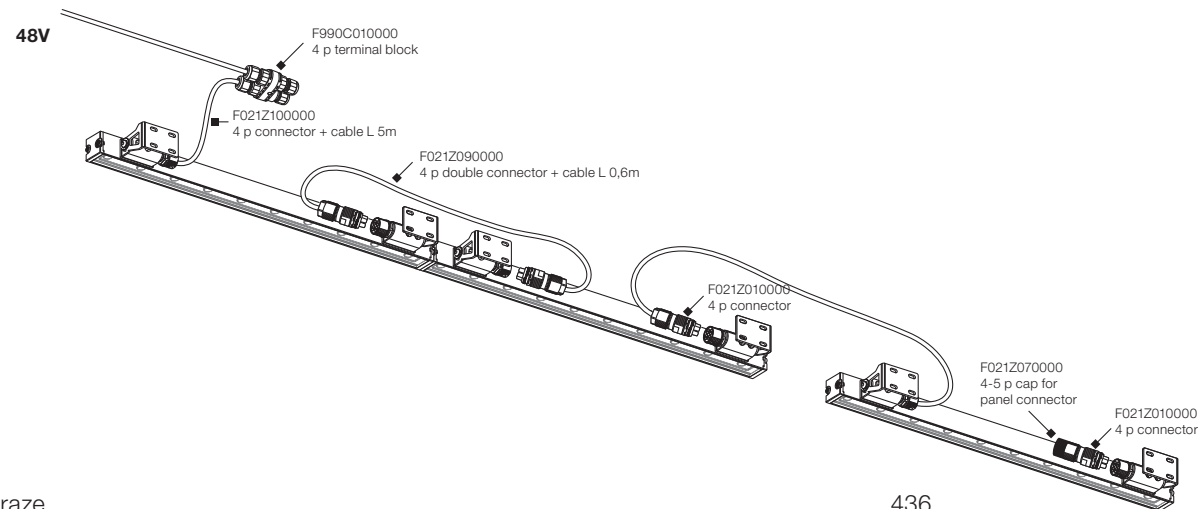 48V
F990C010000
4 p terminal block
F021Z100000
4 p connector + cable L 5m
F021Z090000
4 p double connector + cable L 0,6m
F021Z010000
4 p connector
F021Z070000
4-5 p cap for
panel connector
F021Z010000
4 p connector
raze
436